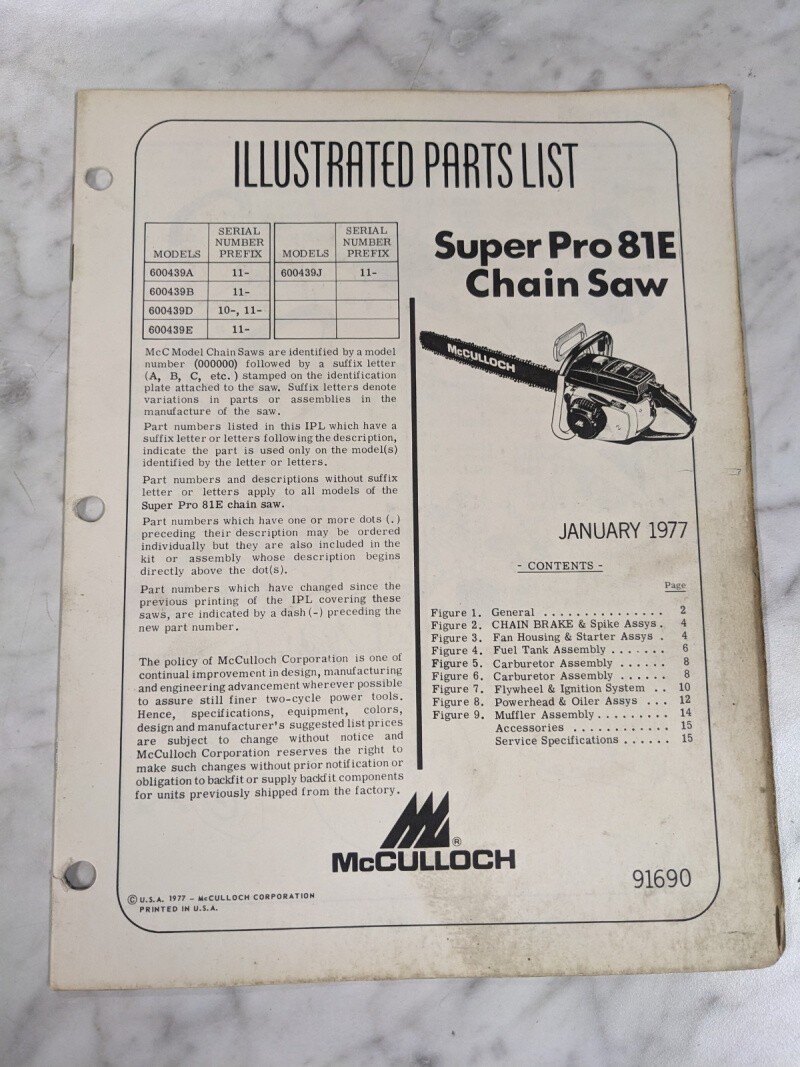 ILLUSTRATED PARTS LIST
MODELS SERIAL NUMBER PREFIX MODELS SERIAL NUMBER PREFIX
600439A 11- 600439J 11-
600439B 11-
600439D 10-, 11-
600439E 11-
McC Model Chain Saws are identified by a model
number (000000) followed by a suffix letter
(A, B, C, etc.) stamped on the identification
plate attached to the saw. Suffix letters denote
variations in parts or assemblies in the
manufacture of the saw.
Part numbers listed in this IPL which have a
suffix letter or letters following the description,
indicate the part is used only on the model(s)
identified by the letter or letters.
Part numbers and descriptions without suffix
letter or letters apply to all models of the
Super Pro 81E chain saw.
Part numbers which have one or more dots (.)
preceding their description may be ordered
individually but they are also included in the
kit or assembly whose description begins
directly above the dot(s).
Part numbers which have changed since the
previous printing of the IPL covering these
saws, are indicated by a dash (-) preceding the
new part number.
The policy of McCulloch Corporation is one of
continual improvement in design, manufacturing
and engineering advancement wherever possible
to assure still finer two-cycle power tools.
Hence, specifications, equipment, colors,
design and manufacturer's suggested list prices
are subject to change without notice and
McCulloch Corporation reserves the right to
make such changes without prior notification or
obligation to backfit or supply backfit components
for units previously shipped from the factory.
Super Pro 81E
Chain Saw
McCULLOCH
JANUARY 1977
- CONTENTS -
Page
Figure 1. General ............... 2
Figure 2. CHAIN BRAKE & Spike Assys. 4
Figure 3. Fan Housing & Starter Assys . 4
Figure 4. Fuel Tank Assembly ....... 6
Figure 5. Carburetor Assembly ...... 8
Figure 6. Carburetor Assembly ...... 8
Figure 7. Flywheel & Ignition System .. 10
Figure 8. Powerhead & Oiler Assys ... 12
Figure 9. Muffler Assembly ......... 14
Accessories ............ 15
Service Specifications ...... 15
®
McCULLOCH
91690
© U.S.A. 1977 - McCULLOCH CORPORATION
PRINTED IN U.S.A.